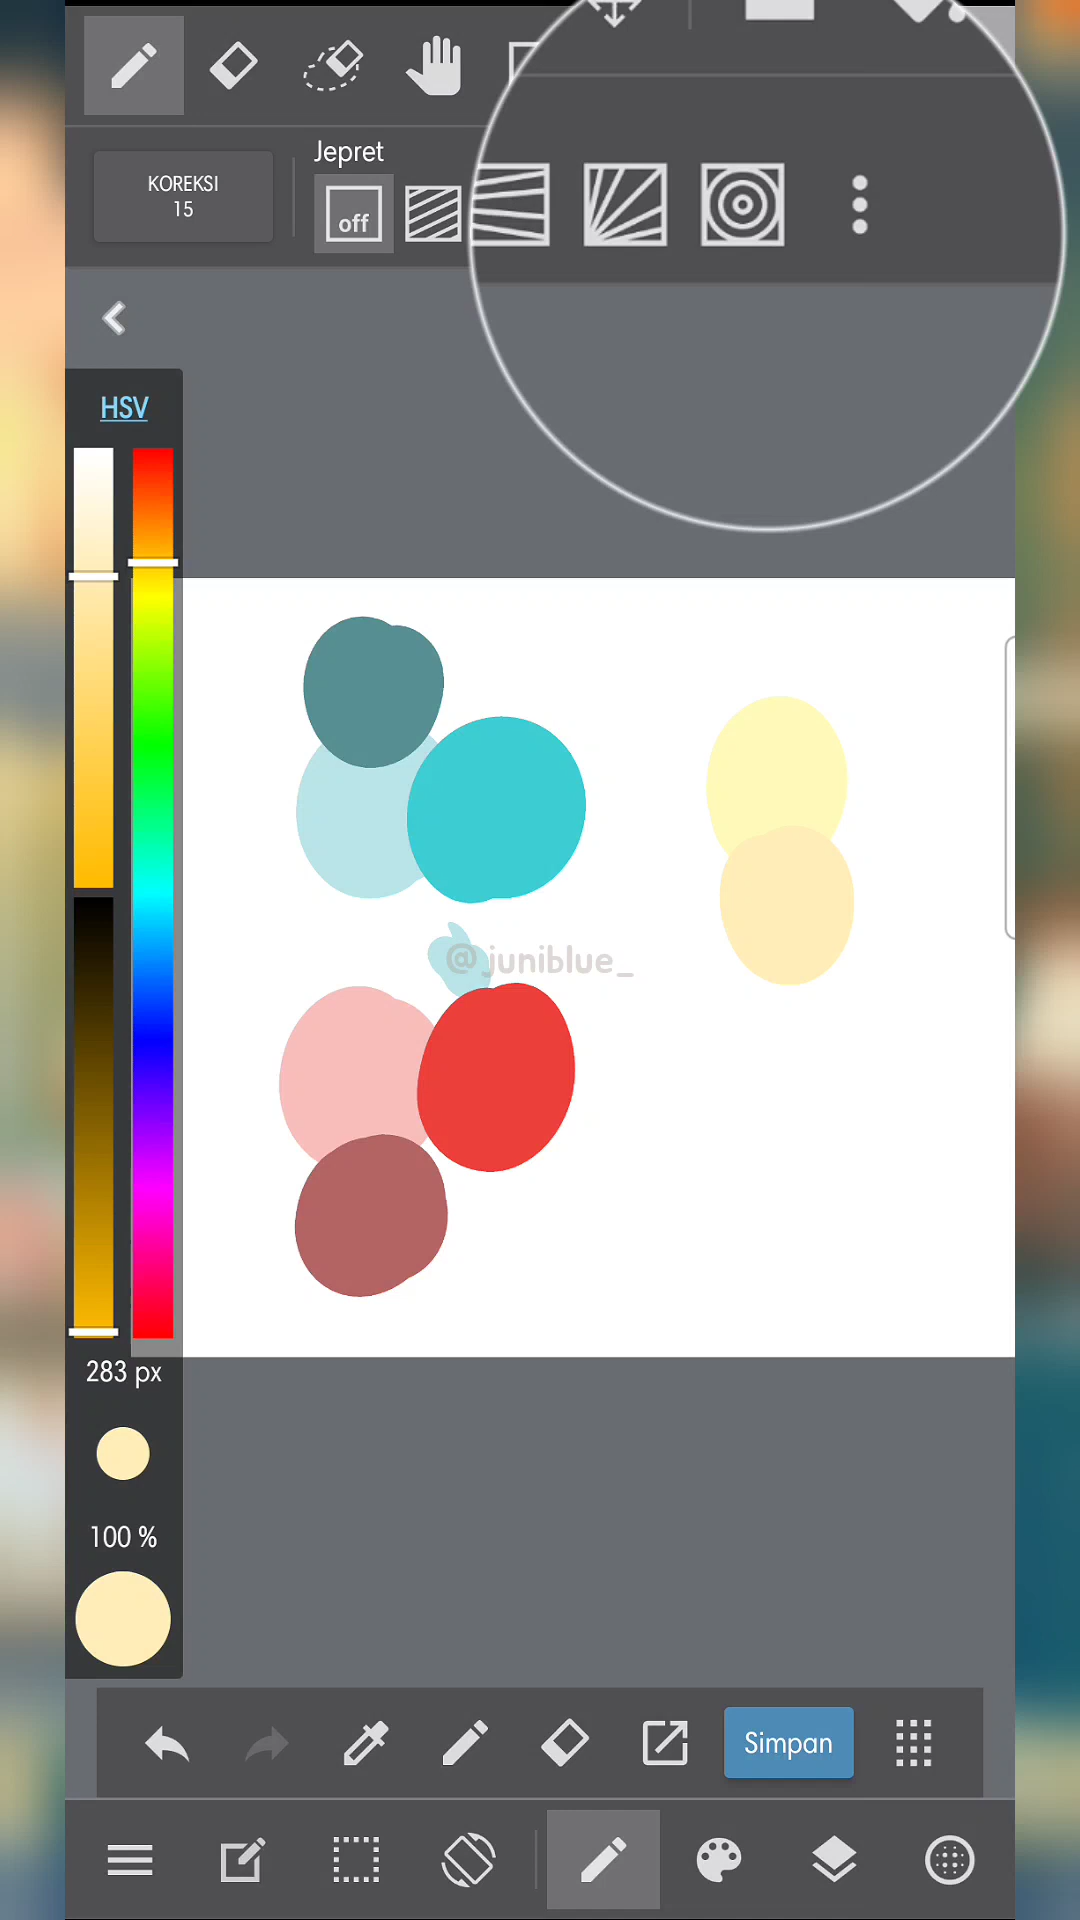 Jepret
KOREKSI
15
off
HSV
@juniblue_
283 px
100 %
Simpan